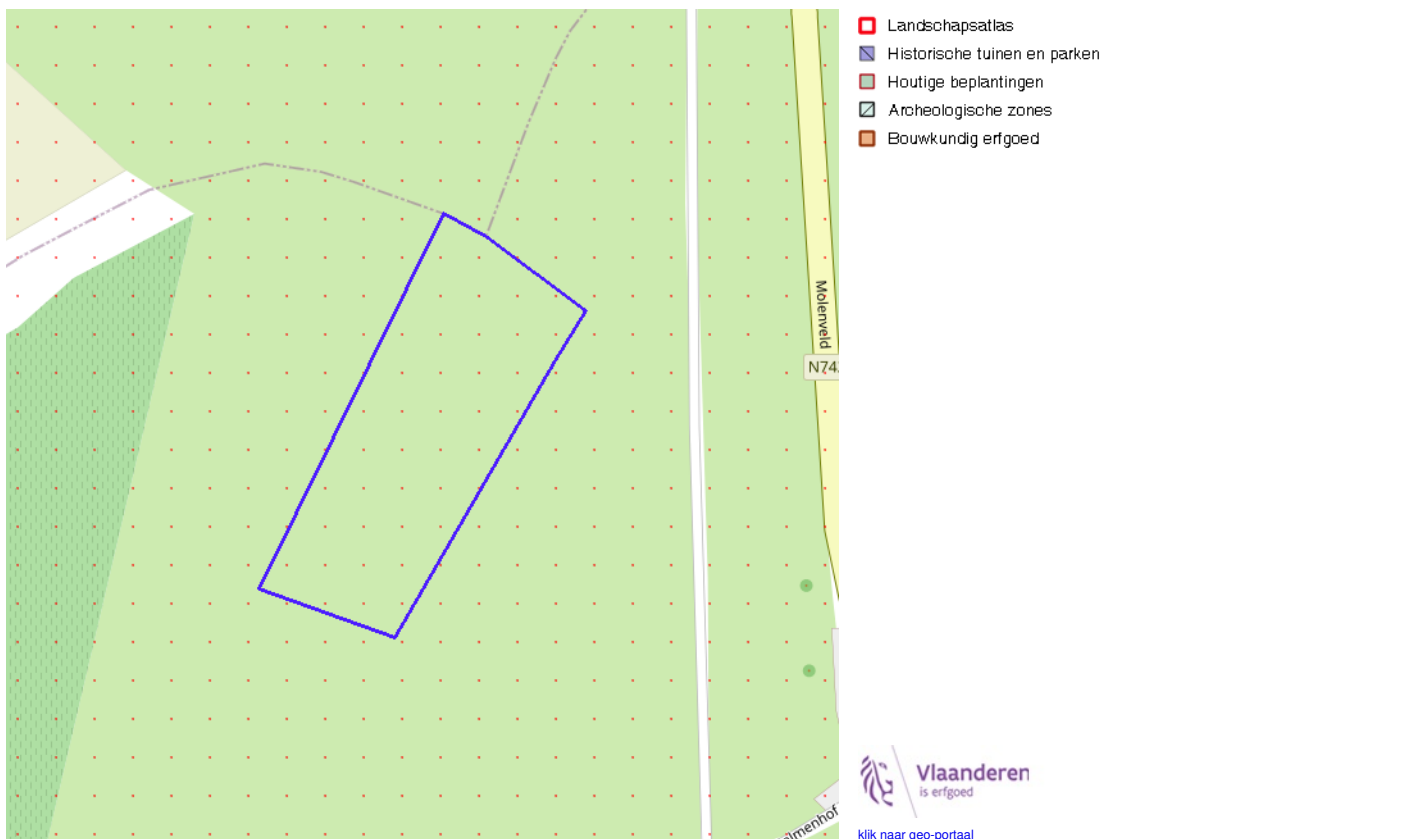 Landschapsatlas
Historische tuinen en parken
Houtige beplantingen
Archeologische zones
Bouwkundig erfgoed
Molenveld
N74
Vlaanderen
is erfgoed
klik naar geo-portaal